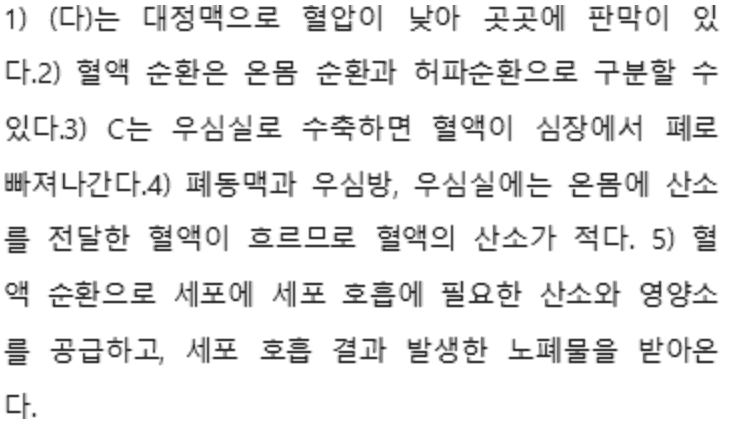 1) (다)는 대정맥으로 혈압이 낮아 곳곳에 판막이 있
다.2) 혈액 순환은 온몸 순환과 허파순환으로 구분할 수
있다.3) C는 우심실로 수축하면 혈액이 심장에서 폐로
빠져나간다.4) 폐동맥과 우심방, 우심실에는 온몸에 산소
를 전달한 혈액이 흐르므로 혈액의 산소가 적다. 5) 혈
액 순환으로 세포에 세포 호흡에 필요한 산소와 영양소
를 공급하고, 세포 호흡 결과 발생한 노폐물을 받아온
다.